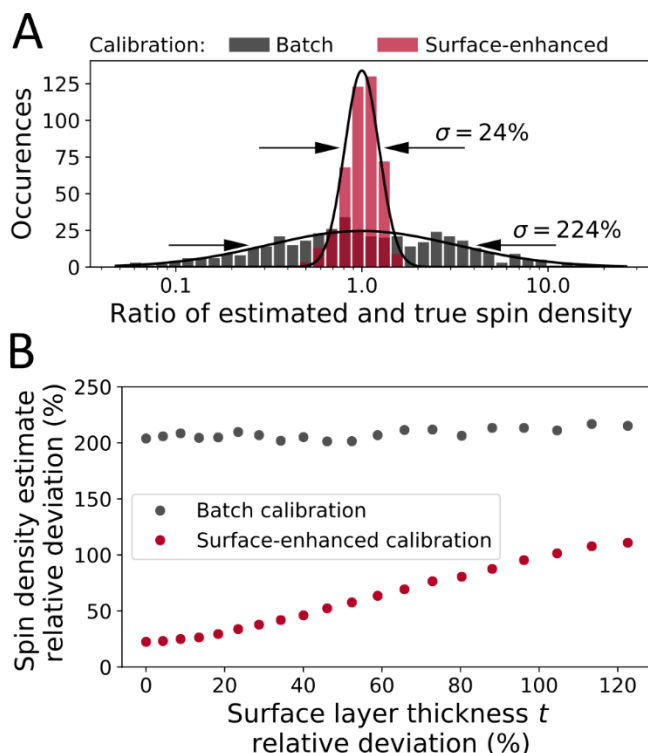 A
Calibration: Batch Surface-enhanced
125
100
75
50
25
0
Occurences
σ = 24%
σ = 224%
0.1 1.0 10.0
Ratio of estimated and true spin density
B
250
200
150
100
50
0
Spin density estimate
relative deviation (%)
Batch calibration
Surface-enhanced calibration
0 20 40 60 80 100 120
Surface layer thickness t
relative deviation (%)